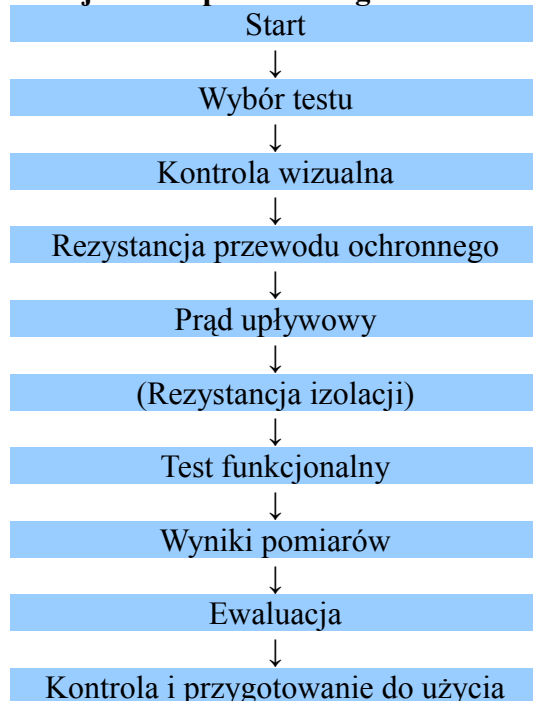 Start
↓
Wybór testu
↓
Kontrola wizualna
↓
Rezystancja przewodu ochronnego
↓
Prąd upływowy
↓
(Rezystancja izolacji)
↓
Test funkcjonalny
↓
Wyniki pomiarów
↓
Ewaluacja
↓
Kontrola i przygotowanie do użycia